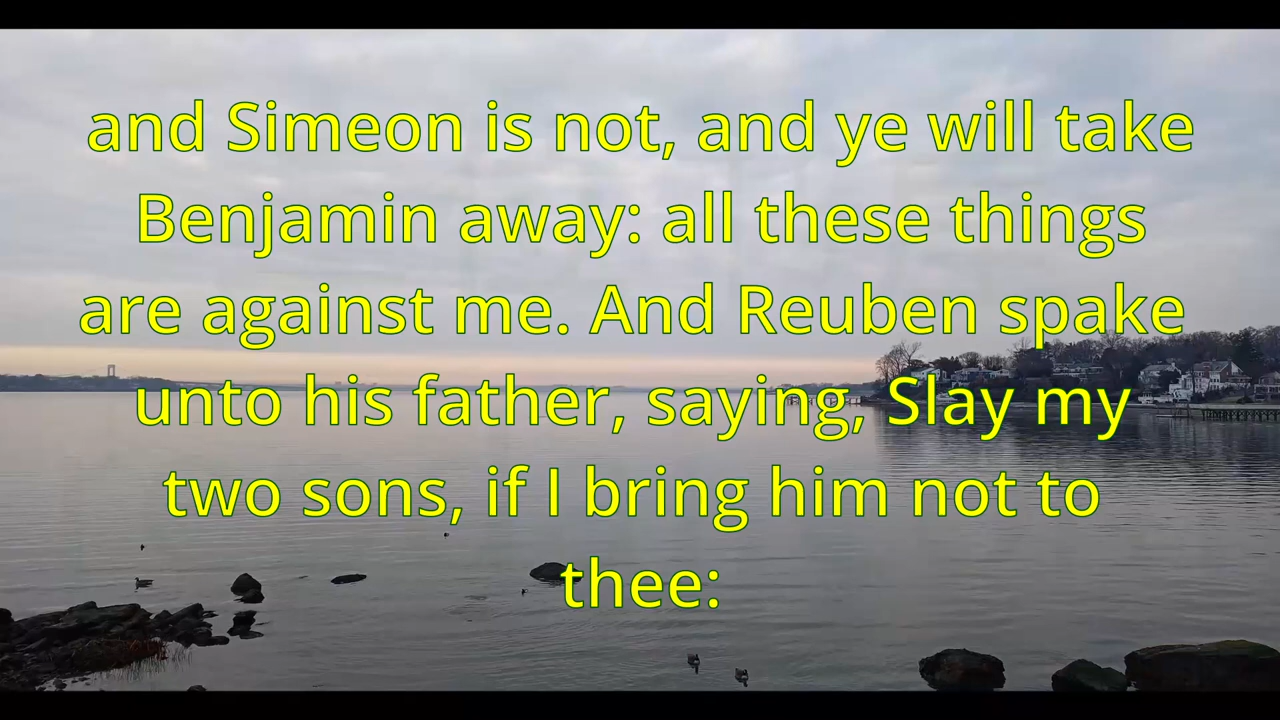 and Simeon is not, and ye will take
Benjamin away: all these things
are against me. And Reuben spake
unto his father, saying, Slay my
two sons, if I bring him not to
thee: